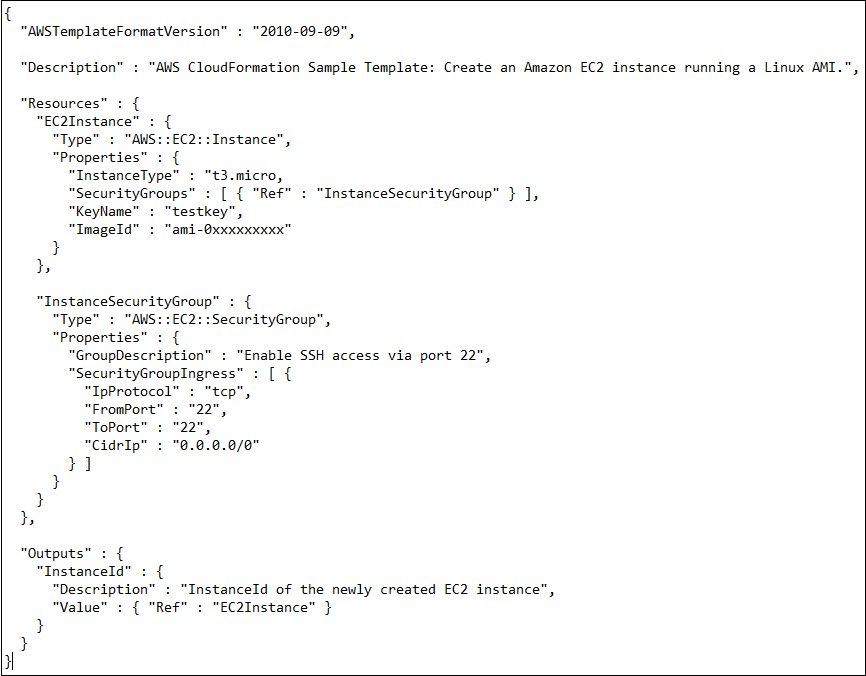 {
  "AWSTemplateFormatVersion" : "2010-09-09",

  "Description" : "AWS CloudFormation Sample Template: Create an Amazon EC2 instance running a Linux AMI.",

  "Resources" : {
    "EC2Instance" : {
      "Type" : "AWS::EC2::Instance",
      "Properties" : {
        "InstanceType" : "t3.micro,
        "SecurityGroups" : [ { "Ref" : "InstanceSecurityGroup" } ],
        "KeyName" : "testkey",
        "ImageId" : "ami-0xxxxxxxxx"
      }
    },

    "InstanceSecurityGroup" : {
      "Type" : "AWS::EC2::SecurityGroup",
      "Properties" : {
        "GroupDescription" : "Enable SSH access via port 22",
        "SecurityGroupIngress" : [ {
          "IpProtocol" : "tcp",
          "FromPort" : "22",
          "ToPort" : "22",
          "CidrIp" : "0.0.0.0/0"
        } ]
      }
    }
  },

  "Outputs" : {
    "InstanceId" : {
      "Description" : "InstanceId of the newly created EC2 instance",
      "Value" : { "Ref" : "EC2Instance" }
    }
  }
}